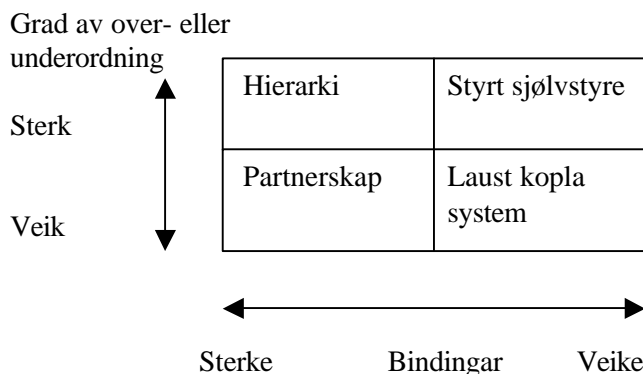 Grad av over- eller
underordning
Hierarki
Styrt sjølvstyre
Sterk
Partnerskap
Laust kopla
system
Veik
Sterke
Bindingar
Veike